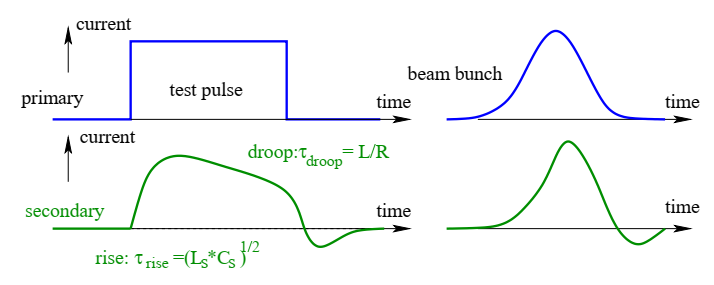 current
test pulse
primary
time
beam bunch
time
current
droop:τdroop= L/R
secondary
time
time
rise: τrise =(LS*CS)1/2